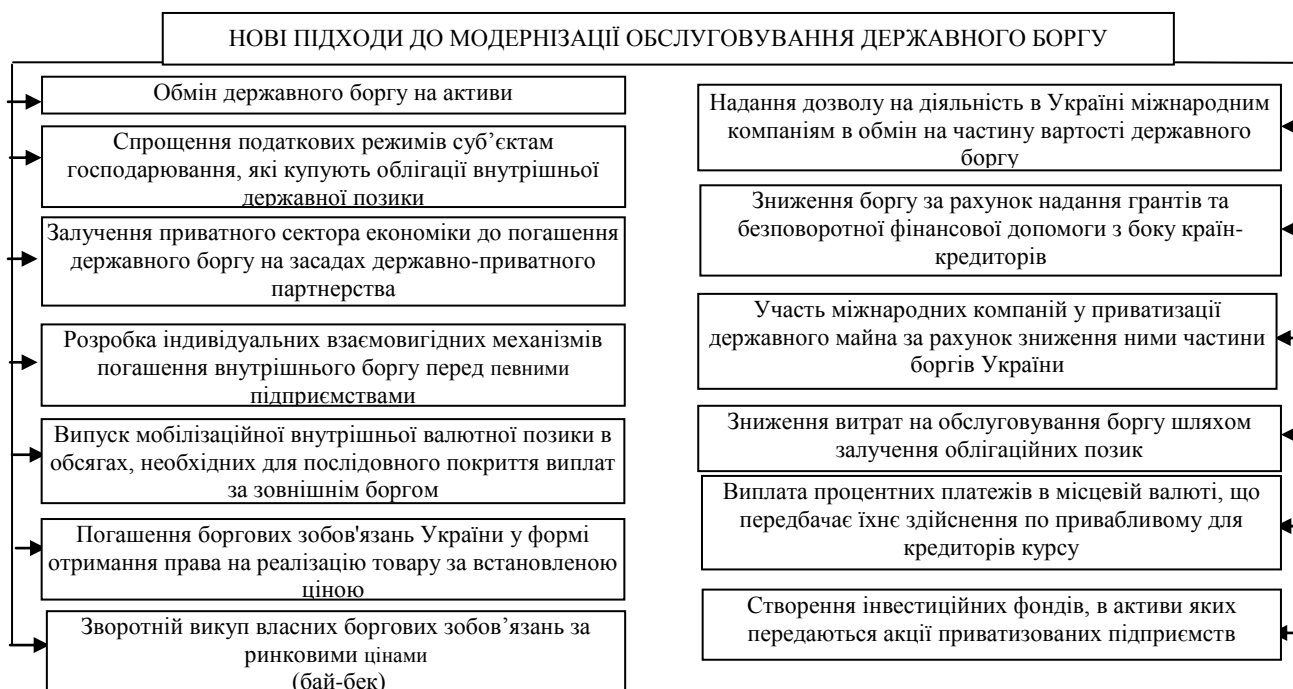 НОВІ ПІДХОДИ ДО МОДЕРНІЗАЦІЇ ОБСЛУГОВУВАННЯ ДЕРЖАВНОГО БОРГУ
Обмін державного боргу на активи
Спрощення податкових режимів суб’єктам
господарювання, які купують облігації внутрішньої
державної позики
Залучення приватного сектора економіки до погашення
державного боргу на засадах державно-приватного
партнерства
Розробка індивідуальних взаємовигідних механізмів
погашення внутрішнього боргу перед певними
підприємствами
Випуск мобілізаційної внутрішньої валютної позики в
обсягах, необхідних для послідовного покриття виплат
за зовнішнім боргом
Погашення боргових зобов'язань України у формі
отримання права на реалізацію товару за встановленою
ціною
Зворотній викуп власних боргових зобов’язань за
ринковими цінами
(бай-бек)
Надання дозволу на діяльність в Україні міжнародним
компаніям в обмін на частину вартості державного
боргу
Зниження боргу за рахунок надання грантів та
безповоротної фінансової допомоги з боку країн-
кредиторів
Участь міжнародних компаній у приватизації
державного майна за рахунок зниження ними частини
боргів України
Зниження витрат на обслуговування боргу шляхом
залучення облігаційних позик
Виплата процентних платежів в місцевій валюті, що
передбачає їхнє здійснення по привабливому для
кредиторів курсу
Створення інвестиційних фондів, в активи яких
передаються акції приватизованих підприємств